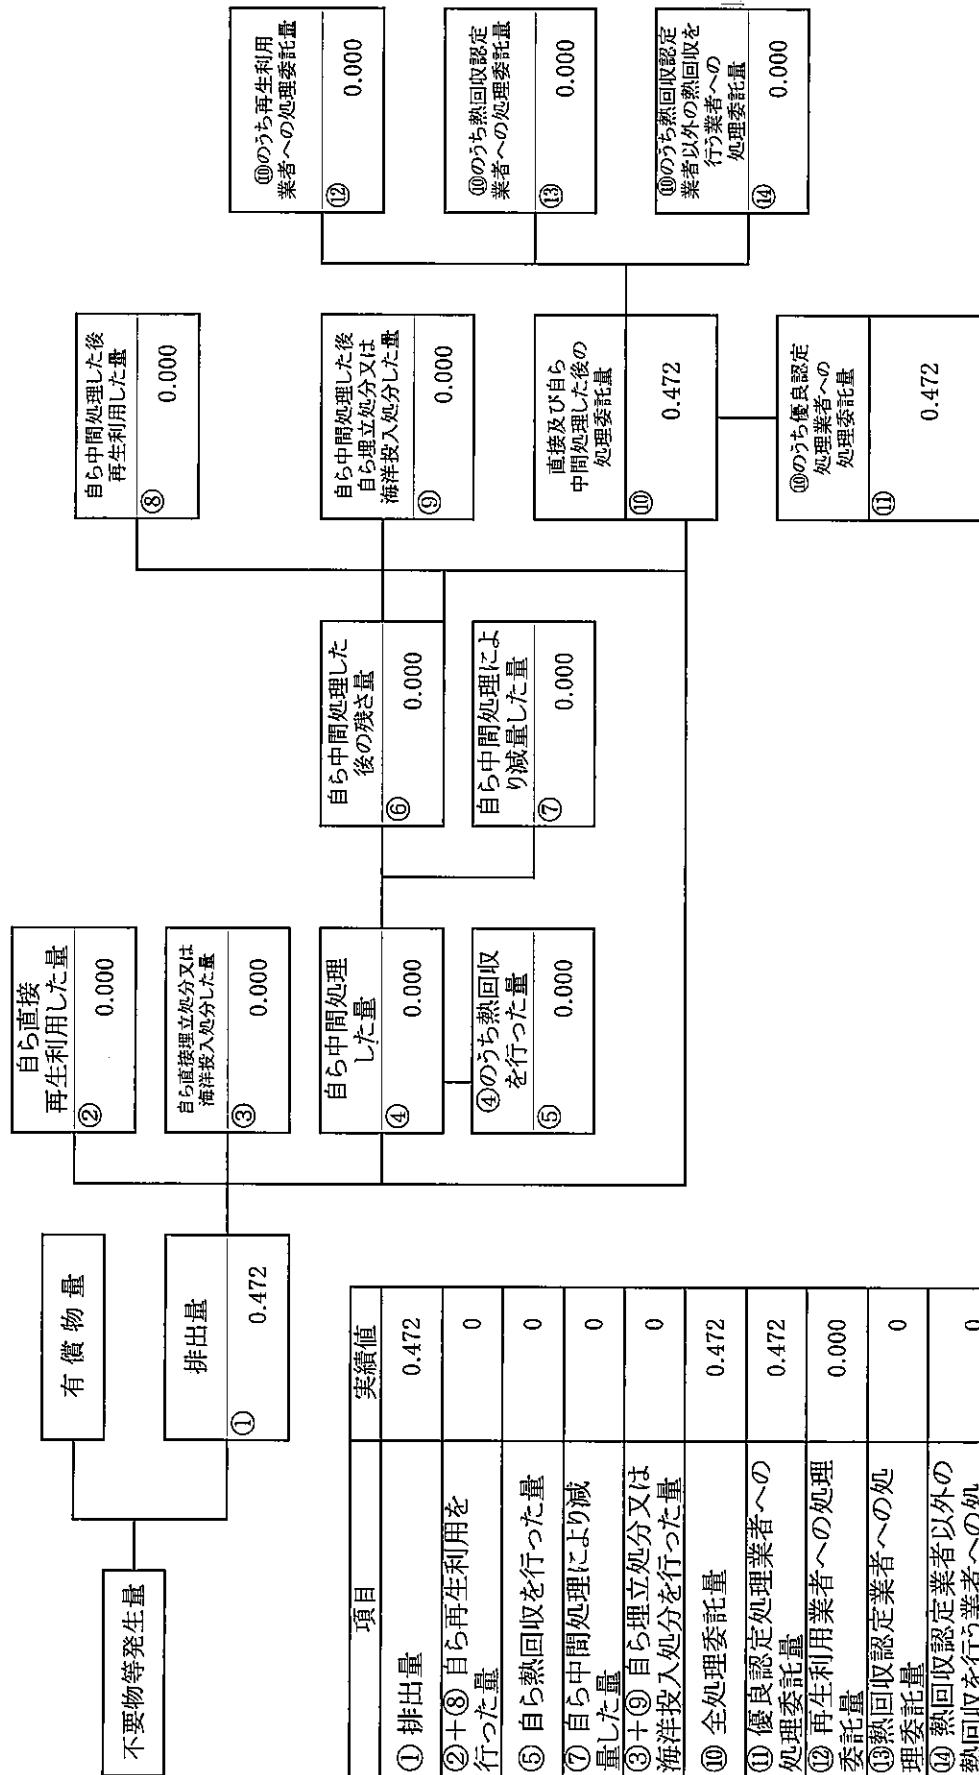 不要物等発生量
有償物量
排出量
①
0.472
自ら直接
再生利用した量
②
0.000
自ら直接埋立処分又は
海洋投入処分した量
③
0.000
自ら中間処理
した量
④
0.000
④のうち熱回収
を行った量
⑤
0.000
自ら中間処理した
後の残さ量
⑥
0.000
自ら中間処理によ
り減量した量
⑦
0.000
自ら中間処理した後
再生利用した量
⑧
0.000
自ら中間処理した後
自ら埋立処分又は
海洋投入処分した量
⑨
0.000
直接及び自ら
中間処理した後の
処理委託量
⑩
0.472
⑩のうち優良認定
処理業者への
処理委託量
⑪
0.472
⑩のうち再生利用
業者への処理委託量
⑫
0.000
⑩のうち熱回収認定
業者への処理委託量
⑬
0.000
⑩のうち熱回収認定
業者以外の熱回収を
行う業者への
処理委託量
⑭
0.000
項目 実績値
① 排出量 0.472
②+⑧ 自ら再生利用を
行った量 0
⑤ 自ら熱回収を行った量 0
⑦ 自ら中間処理により減
量した量 0
③+⑨ 自ら埋立処分又は
海洋投入処分を行った量 0
⑩ 全処理委託量 0.472
⑪ 優良認定処理業者への
処理委託量 0.472
⑫ 再生利用業者への処理
委託量 0.000
⑬熱回収認定業者への処
理委託量 0
⑭ 熱回収認定業者以外の
熱回収を行う業者への処 0